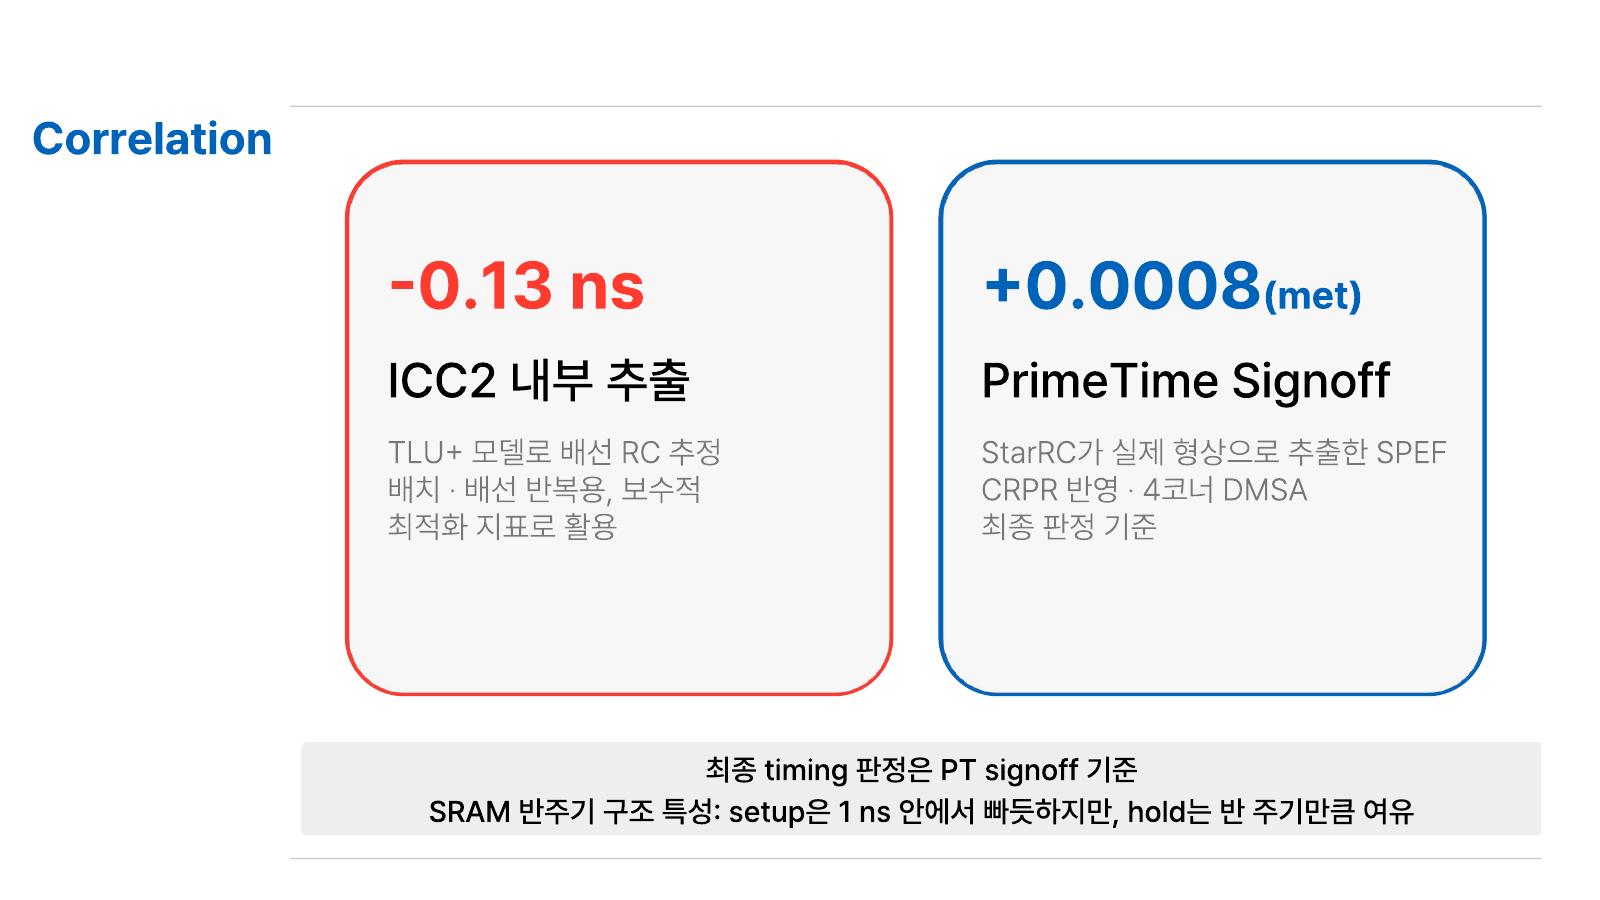 Correlation
-0.13 ns
ICC2 내부 추출
TLU+ 모델로 배선 RC 추정
배치 · 배선 반복용, 보수적
최적화 지표로 활용
+0.0008(met)
PrimeTime Signoff
StarRC가 실제 형상으로 추출한 SPEF
CRPR 반영 · 4코너 DMSA
최종 판정 기준
최종 timing 판정은 PT signoff 기준
SRAM 반주기 구조 특성: setup은 1 ns 안에서 빠듯하지만, hold는 반 주기만큼 여유